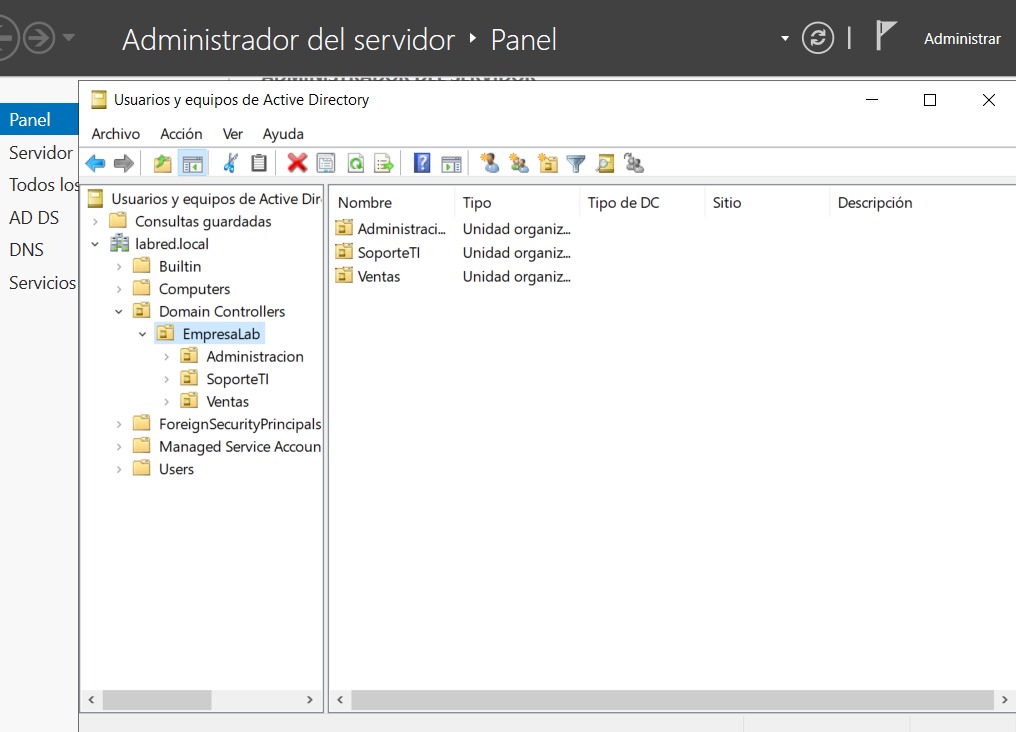 Administrador del servidor ‣ Panel
Administrar
Usuarios y equipos de Active Directory
Archivo Acción Ver Ayuda
Panel
Servidor
Todos los
AD DS
DNS
Servicios
Usuarios y equipos de Active Dir
Consultas guardadas
labred.local
Builtin
Computers
Domain Controllers
EmpresaLab
Administracion
SoporteTI
Ventas
ForeignSecurityPrincipals
Managed Service Accoun
Users
Nombre Tipo Tipo de DC Sitio Descripción
Administraci... Unidad organiz...
SoporteTI Unidad organiz...
Ventas Unidad organiz...